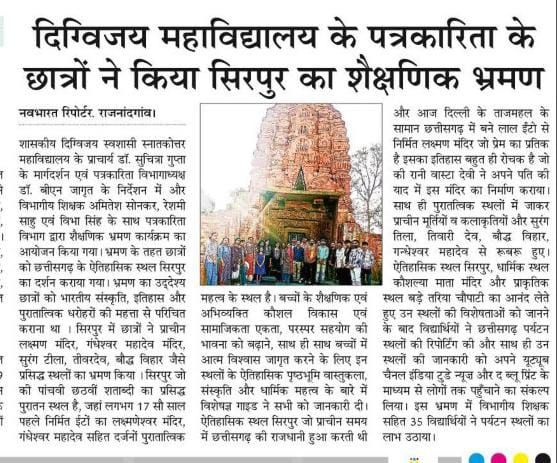 दिग्विजय महाविद्यालय के पत्रकारिता के
छात्रों ने किया सिरपुर का शैक्षणिक भ्रमण
नवभारत रिपोर्टर. राजनांदगांव।
शासकीय दिग्विजय स्वशासी स्नातकोत्तर
महाविद्यालय के प्राचार्य डॉ. सुचित्रा गुप्ता
के मार्गदर्शन एवं पत्रकारिता विभागाध्यक्ष
डॉ. बीएन जागृत के निर्देशन में और
विभागीय शिक्षक अमितेश सोनकर, रेशमी
साहु एवं विभा सिंह के साथ पत्रकारिता
विभाग द्वारा शैक्षणिक भ्रमण कार्यक्रम का
आयोजन किया गया। भ्रमण के तहत छात्रों
को छत्तीसगढ़ के ऐतिहासिक स्थल सिरपुर
का दर्शन कराया गया। भ्रमण का उद्देश्य
छात्रों को भारतीय संस्कृति, इतिहास और
पुरातात्विक धरोहरों की महत्ता से परिचित
कराना था । सिरपुर में छात्रों ने प्राचीन
लक्ष्मण मंदिर, गंधेश्वर महादेव मंदिर,
सुरंग टीला, तीवरदेव, बौद्ध विहार जैसे
प्रसिद्ध स्थलों का भ्रमण किया । सिरपुर जो
की पांचवी छठवीं शताब्दी का प्रसिद्ध
पुरातन स्थल है, जहां लगभग 17 सौ साल
पहले निर्मित ईंटों का लक्ष्मणेश्वर मंदिर,
गंधेश्वर महादेव सहित दर्जनों पुरातात्विक
महत्व के स्थल है। बच्चों के शैक्षणिक एवं
अभिव्यक्ती कौशल विकास एवं
सामाजिकता एकता, परस्पर सहयोग की
भावना को बढ़ाने, साथ ही साथ बच्चों में
आत्म विश्वास जागृत करने के लिए इन
स्थलों के ऐतिहासिक पृष्ठभूमि वास्तुकला,
संस्कृति और धार्मिक महत्व के बारे में
विशेषज्ञ गाइड ने सभी को जानकारी दी।
ऐतिहासिक स्थल सिरपुर जो प्राचीन समय
में छत्तीसगढ़ की राजधानी हुआ करती थी
और आज दिल्ली के ताजमहल के
सामान छत्तीसगढ़ में बने लाल ईंटो से
निर्मित लक्ष्मण मंदिर जो प्रेम का प्रतिक
है इसका इतिहास बहुत ही रोचक है जो
की रानी वास्टा देवी ने अपने पति की
याद में इस मंदिर का निर्माण कराया।
साथ ही पुरातत्विक स्थलों में जाकर
प्राचीन मूर्तियों व कलाकृतियों और सुरंग
तिला, तिवारी देव, बौद्ध विहार,
गन्धेश्वर महादेव से रूबरू हुए।
ऐतिहासिक स्थल सिरपुर, धार्मिक स्थल
कौशल्या माता मंदिर और प्राकृतिक
स्थल बड़े तरिया चौपाटी का आनंद लेते
हुए उन स्थलों की विशेषताओं को जानने
के बाद विद्यार्थियों ने छत्तीसगढ़ पर्यटन
स्थलों की रिपोर्टिंग की और साथ ही उन
स्थलों की जानकारी को अपने यूट्यूब
चैनल इंडिया टुडे न्यूज और द ब्लू प्रिंट के
माध्यम से लोगों तक पहुँचाने का संकल्प
लिया। इस भ्रमण में विभागीय शिक्षक
सहित 35 विद्यार्थियों ने पर्यटन स्थलों का
लाभ उठाया।